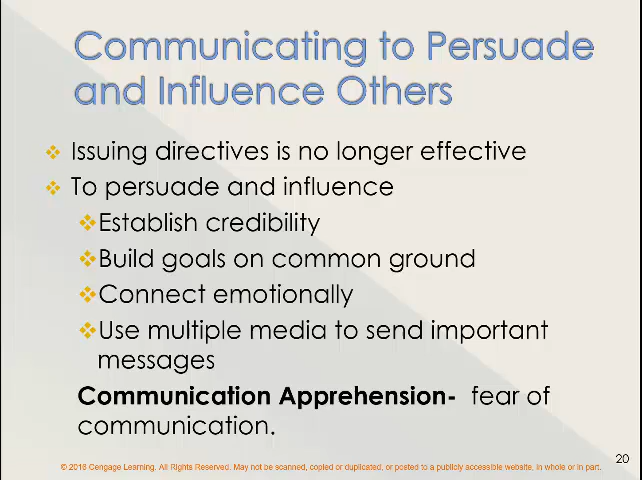 Communicating to Persuade
and Influence Others
Issuing directives is no longer effective
To persuade and influence
Establish credibility
Build goals on common ground
Connect emotionally
Use multiple media to send important
messages
Communication Apprehension- fear of
communication.
20
© 2018 Cengage Learning. All Rights Reserved. May not be scanned, copied or duplicated, or posted to a publicly accessible website, in whole or in part.